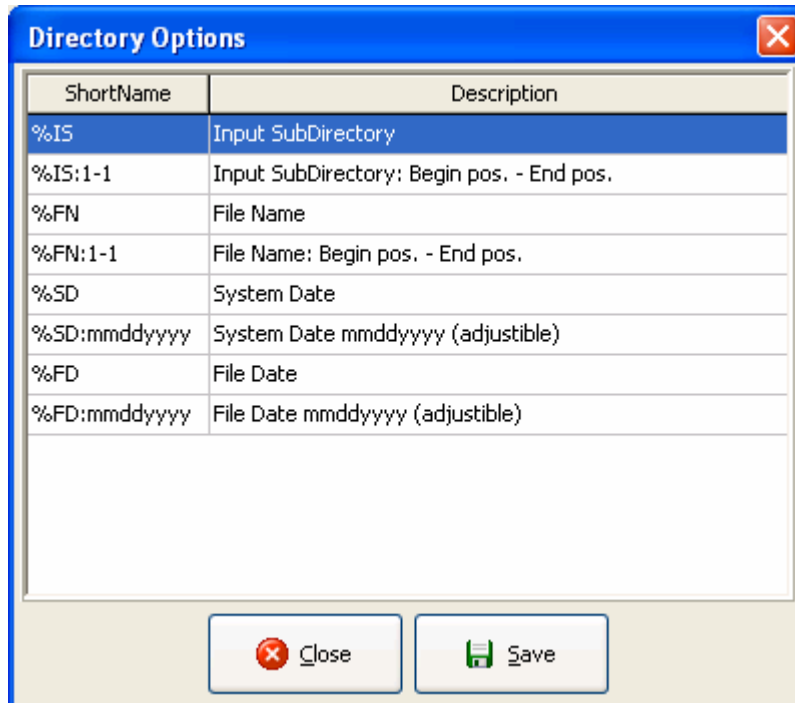 Directory Options
ShortName Description
%IS Input SubDirectory
%IS:1-1 Input SubDirectory: Begin pos. - End pos.
%FN File Name
%FN:1-1 File Name: Begin pos. - End pos.
%SD System Date
%SD:mmddyyyy System Date mmddyyyy (adjustible)
%FD File Date
%FD:mmddyyyy File Date mmddyyyy (adjustible)
Close Save